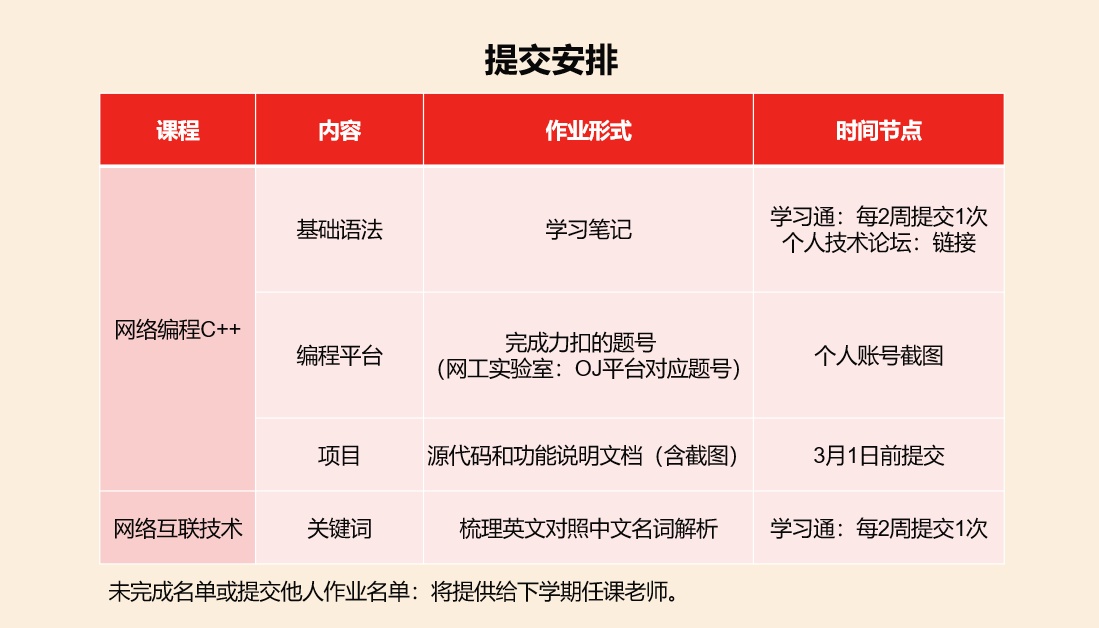 提交安排
课程 内容 作业形式 时间节点
网络编程C++
基础语法 学习笔记
学习通：每2周提交1次
个人技术论坛：链接
编程平台
完成力扣的题号
（网工实验室：OJ平台对应题号）
个人账号截图
项目 源代码和功能说明文档（含截图） 3月1日前提交
网络互联技术 关键词 梳理英文对照中文名词解析 学习通：每2周提交1次
未完成名单或提交他人作业名单：将提供给下学期任课老师。